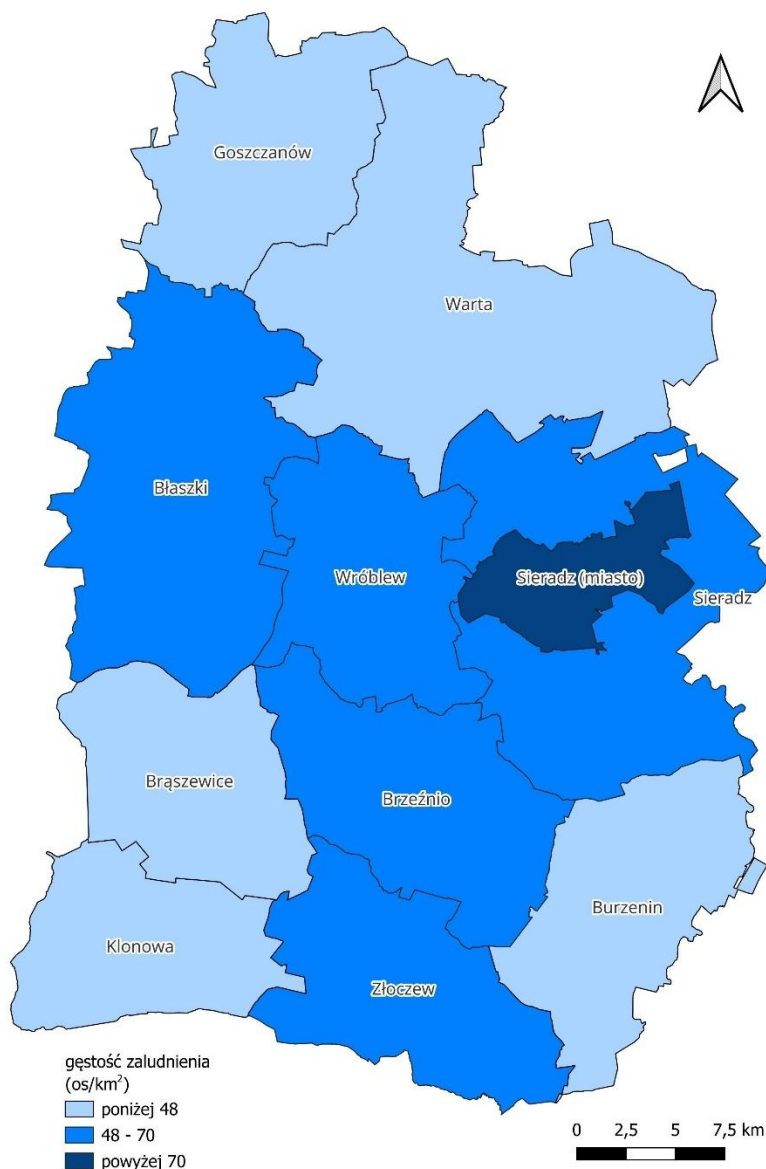 Goszczanów
Warta
Błaszki
Wróblew
Sieradz (miasto)
Sieradz
Brąszewice
Brzeźnio
Burzenin
Klonowa
Złoczew
gęstość zaludnienia
(os/km²)
poniżej 48
48 - 70
powyżej 70
0 2,5 5 7,5 km